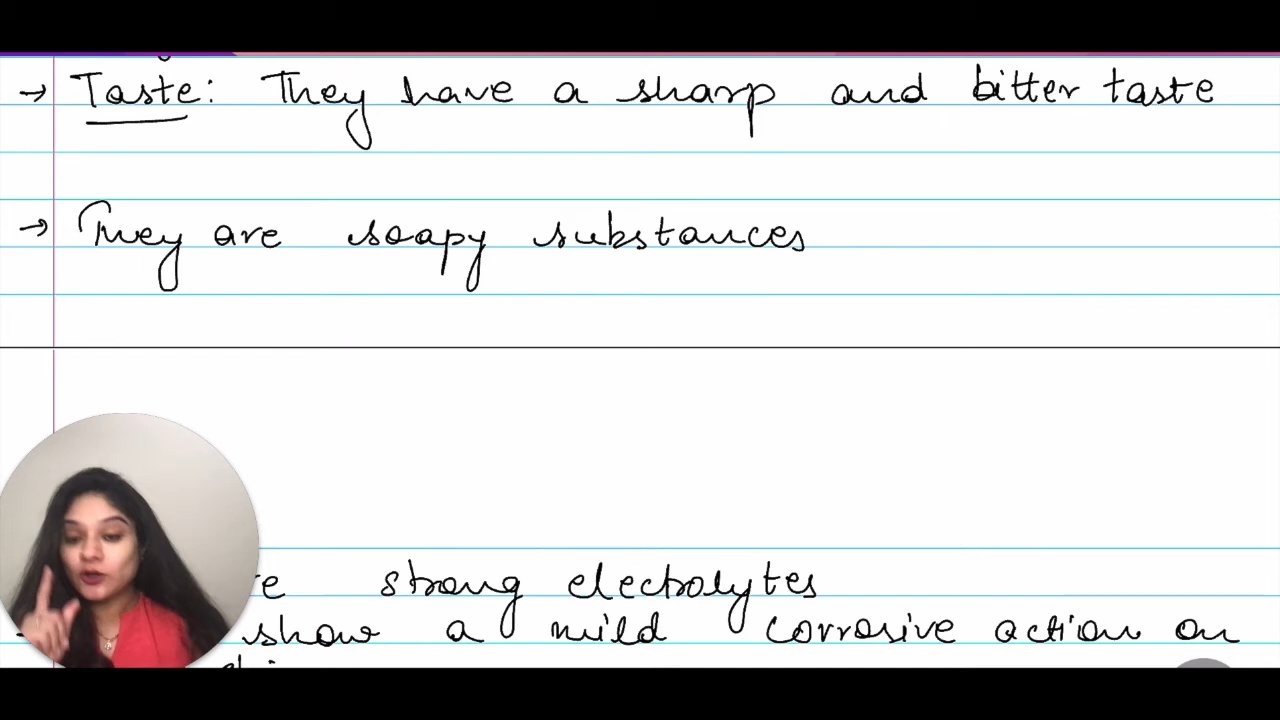 → Taste: They have a sharp and bitter taste
→ They are soapy substances
strong electrolytes
show a mild corrosive action on